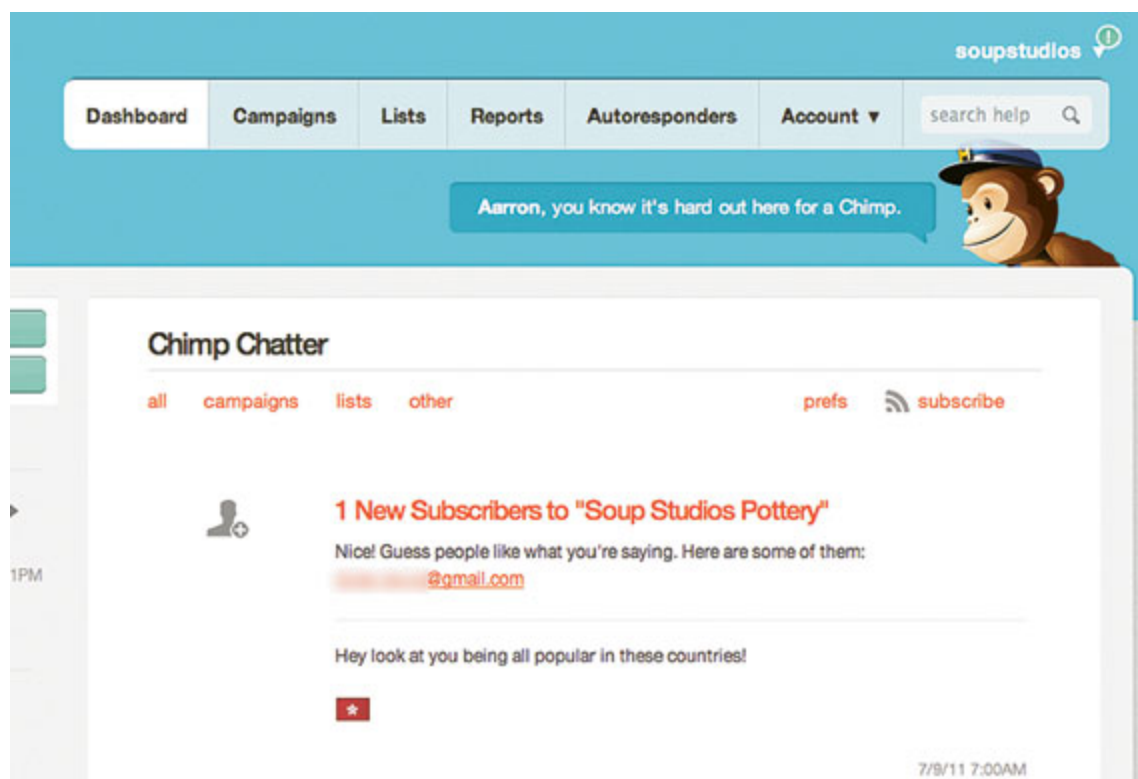 soupstudios
Dashboard Campaigns Lists Reports Autoresponders Account ▼ search help
Aarron, you know it's hard out here for a Chimp.
Chimp Chatter
all campaigns lists other prefs subscribe
1 New Subscribers to "Soup Studios Pottery"
Nice! Guess people like what you're saying. Here are some of them:
@gmail.com
1PM
Hey look at you being all popular in these countries!
7/9/11 7:00AM